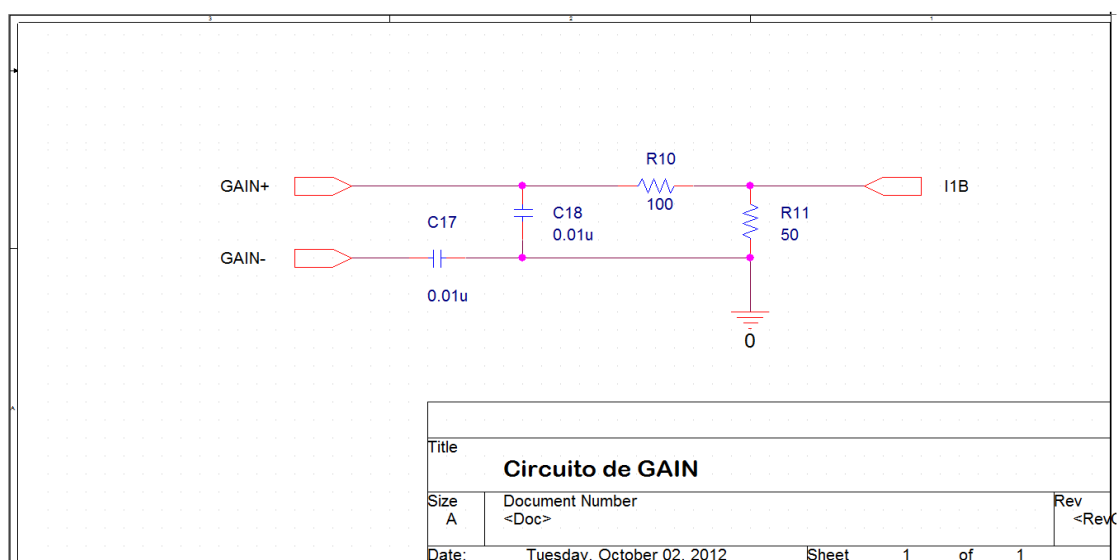 3 2 1
R10
GAIN+ I1B
100
C17 C18 R11
0.01u 50
GAIN-
0.01u
0
A
Title
Circuito de GAIN
Size Document Number Rev
A <Doc> <RevC
Date: Tuesday, October 02, 2012 Sheet 1 of 1